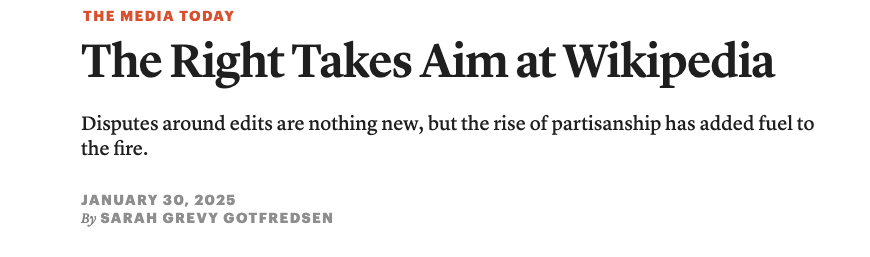 THE MEDIA TODAY
The Right Takes Aim at Wikipedia
Disputes around edits are nothing new, but the rise of partisanship has added fuel to
the fire.
JANUARY 30, 2025
By SARAH GREVY GOTFREDSEN